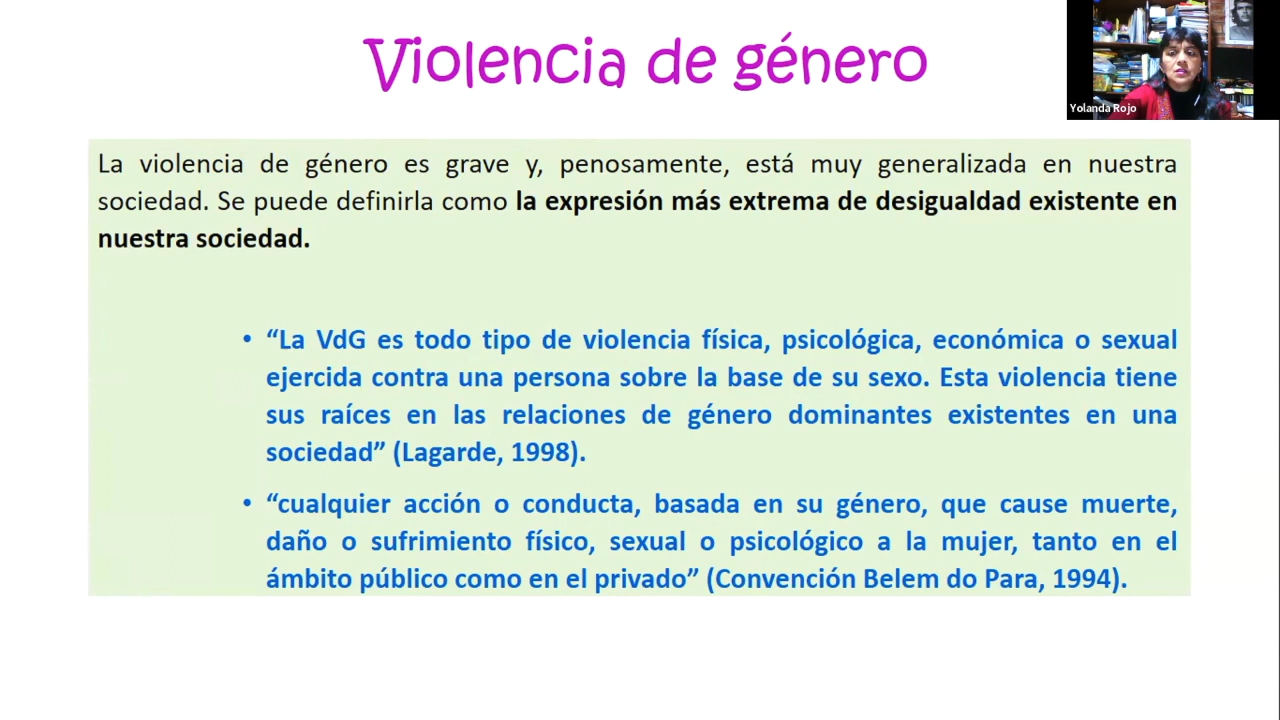 Violencia de género
Yolanda Rojo
La violencia de género es grave y, penosamente, está muy generalizada en nuestra
sociedad. Se puede definirla como la expresión más extrema de desigualdad existente en
nuestra sociedad.
• “La VdG es todo tipo de violencia física, psicológica, económica o sexual
ejercida contra una persona sobre la base de su sexo. Esta violencia tiene
sus raíces en las relaciones de género dominantes existentes en una
sociedad” (Lagarde, 1998).
• “cualquier acción o conducta, basada en su género, que cause muerte,
daño o sufrimiento físico, sexual o psicológico a la mujer, tanto en el
ámbito público como en el privado” (Convención Belem do Para, 1994).